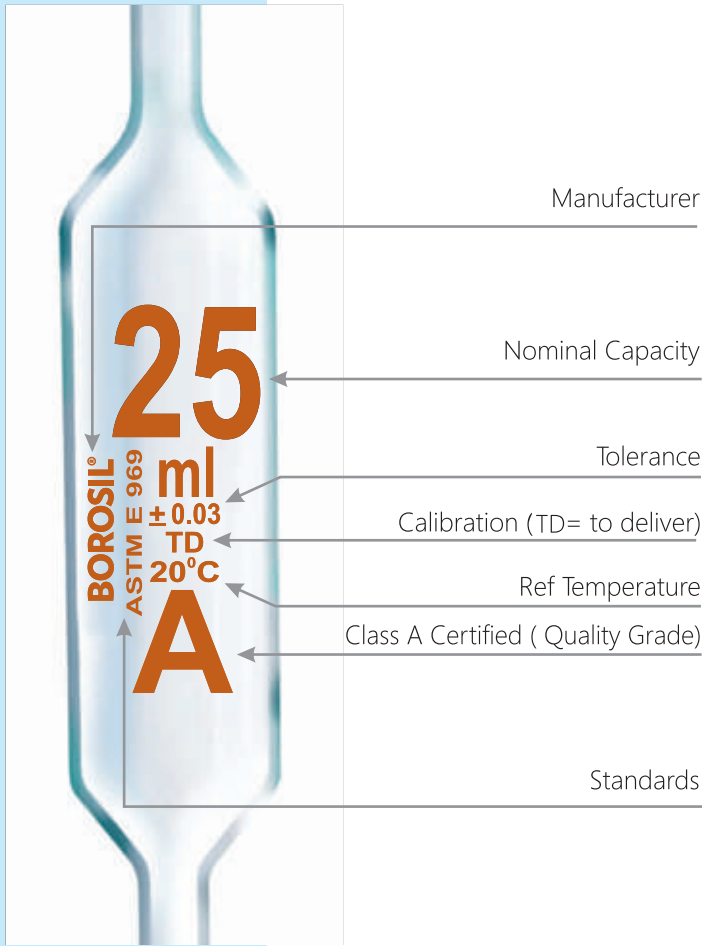 Manufacturer
25
Nominal Capacity
ml
Tolerance
± 0.03
Calibration (TD= to deliver)
TD
20⁰C
Ref Temperature
A
Class A Certified ( Quality Grade)
BOROSIL®
ASTM E 969
Standards